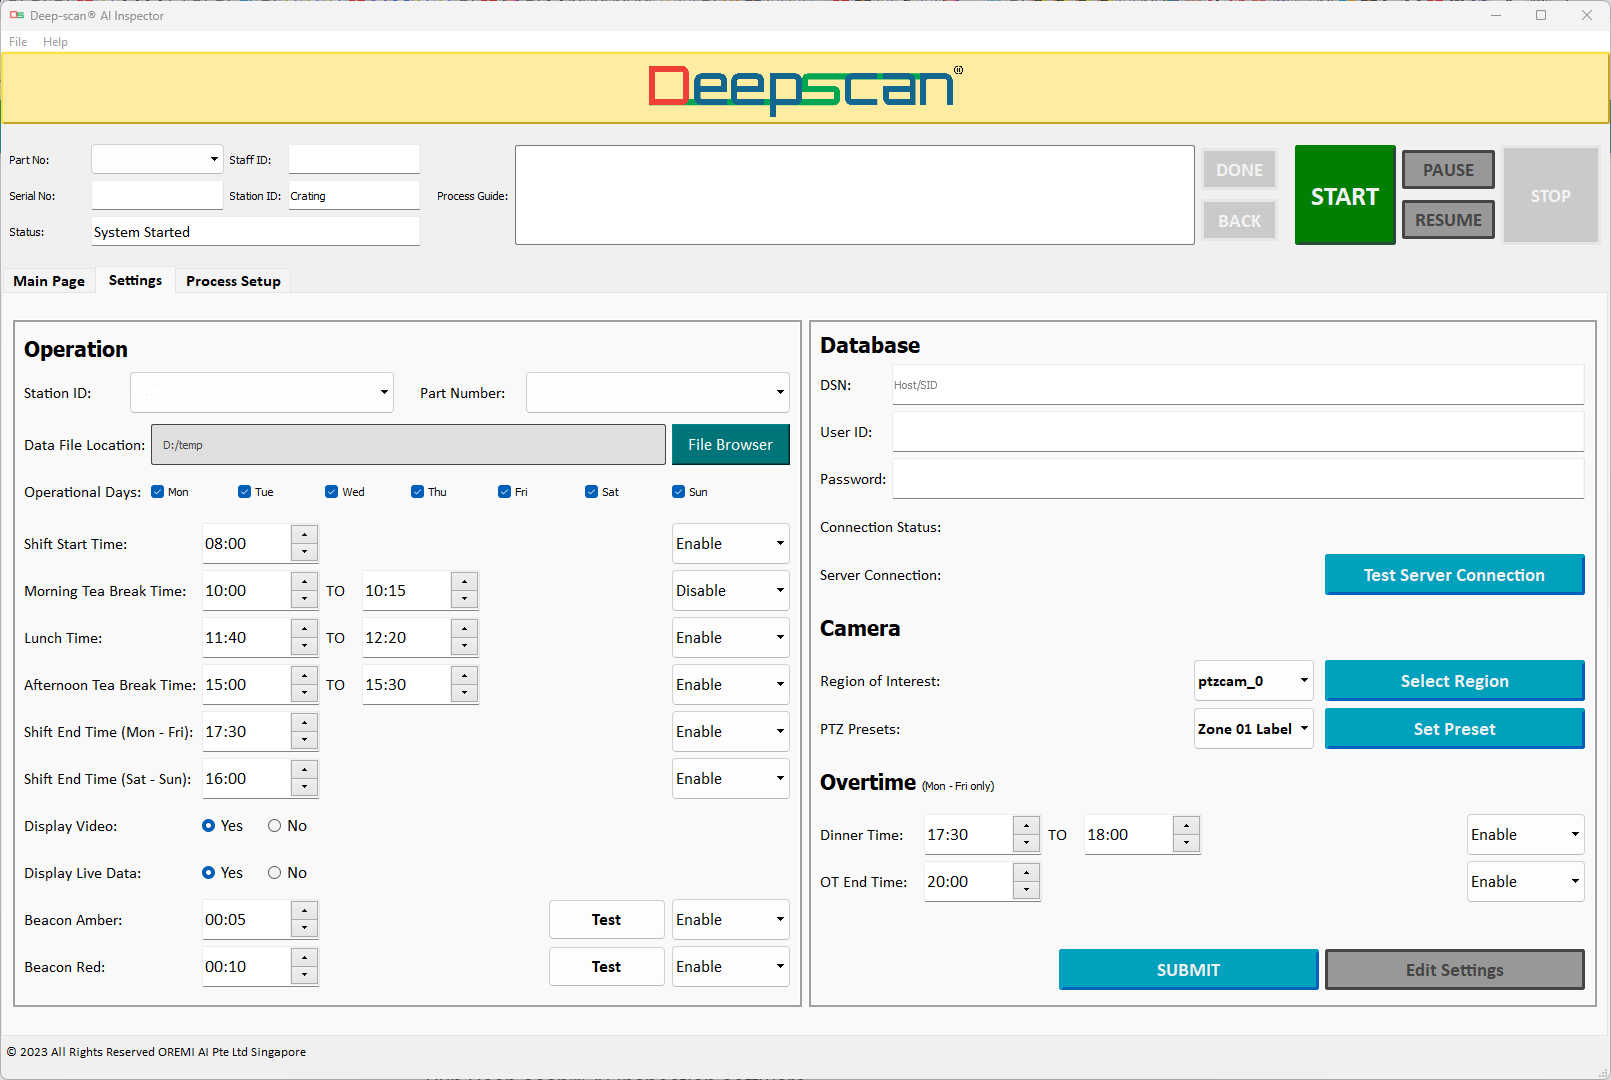 Deep-scan® AI Inspector
File Help
Deepscan®
Part No: Staff ID:
Serial No: Station ID: Crating
Status: System Started
Process Guide:
DONE
BACK
START
PAUSE
RESUME
STOP
Main Page Settings Process Setup
Operation
Station ID: Part Number:
Data File Location: D:/temp File Browser
Operational Days: Mon Tue Wed Thu Fri Sat Sun
Shift Start Time: 08:00 Enable
Morning Tea Break Time: 10:00 TO 10:15 Disable
Lunch Time: 11:40 TO 12:20 Enable
Afternoon Tea Break Time: 15:00 TO 15:30 Enable
Shift End Time (Mon - Fri): 17:30 Enable
Shift End Time (Sat - Sun): 16:00 Enable
Display Video: Yes No
Display Live Data: Yes No
Beacon Amber: 00:05 Test Enable
Beacon Red: 00:10 Test Enable
Database
DSN: Host/SID
User ID:
Password:
Connection Status:
Server Connection: Test Server Connection
Camera
Region of Interest: ptzcam_0 Select Region
PTZ Presets: Zone 01 Label Set Preset
Overtime (Mon - Fri only)
Dinner Time: 17:30 TO 18:00 Enable
OT End Time: 20:00 Enable
SUBMIT Edit Settings
© 2023 All Rights Reserved OREMI AI Pte Ltd Singapore